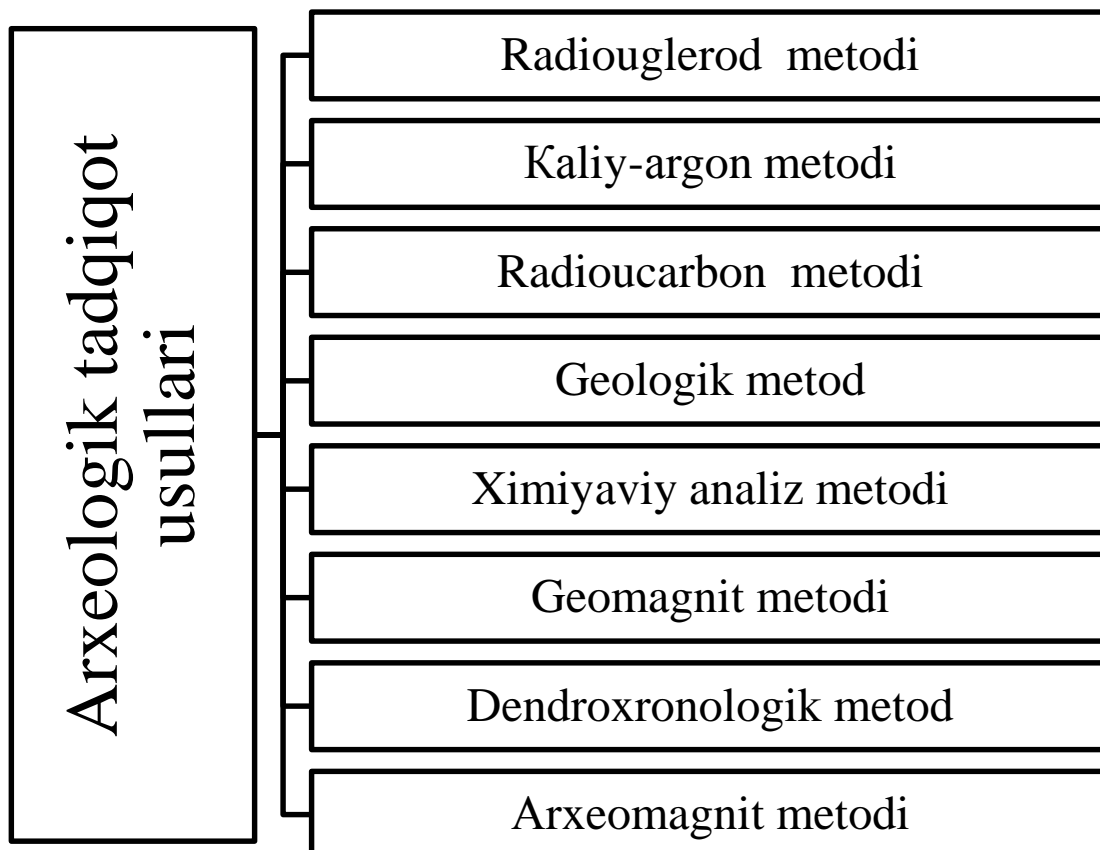 Arxeologik tadqiqot
usullari
Radiouglerod metodi
Kaliy-argon metodi
Radioucarbon metodi
Geologik metod
Ximiyaviy analiz metodi
Geomagnit metodi
Dendroxronologik metod
Arxeomagnit metodi